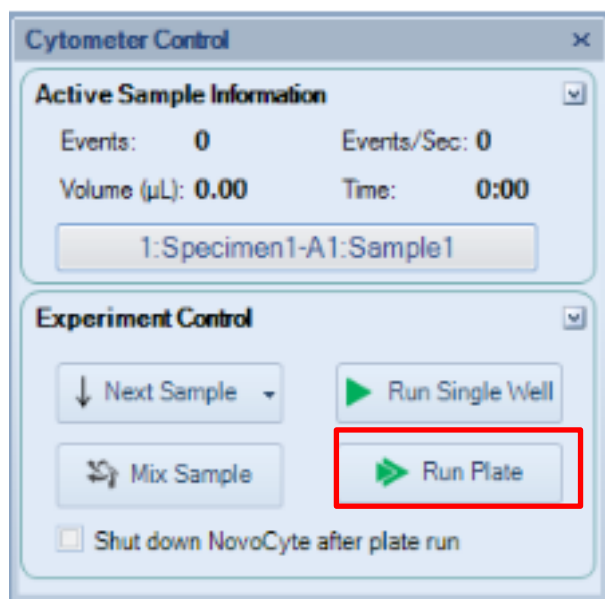 Cytometer Control
Active Sample Information
Events: 0 Events/Sec: 0
Volume (µL): 0.00 Time: 0:00
1:Specimen1-A1:Sample1
Experiment Control
Next Sample Run Single Well
Mix Sample Run Plate
Shut down NovoCyte after plate run